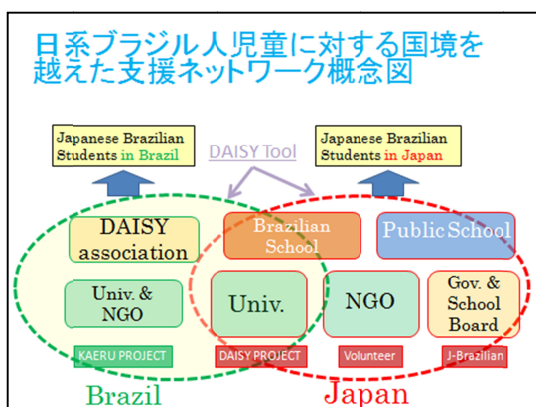 日系ブラジル人児童に対する国境を
越えた支援ネットワーク概念図
Japanese Brazilian
Students in Brazil
DAISY Tool
Japanese Brazilian
Students in Japan
DAISY
association
Brazilian
School
Public School
Univ. &
NGO
Univ.
NGO
Gov. &
School
Board
KAERU PROJECT
DAISY PROJECT
Volunteer
J-Brazilian
Brazil
Japan